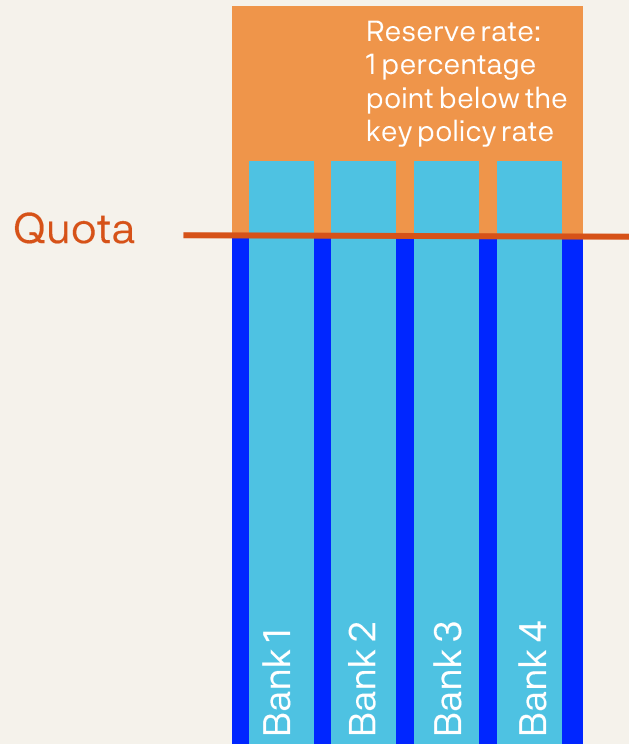 Reserve rate:
1 percentage
point below the
key policy rate
Quota
Bank 1
Bank 2
Bank 3
Bank 4